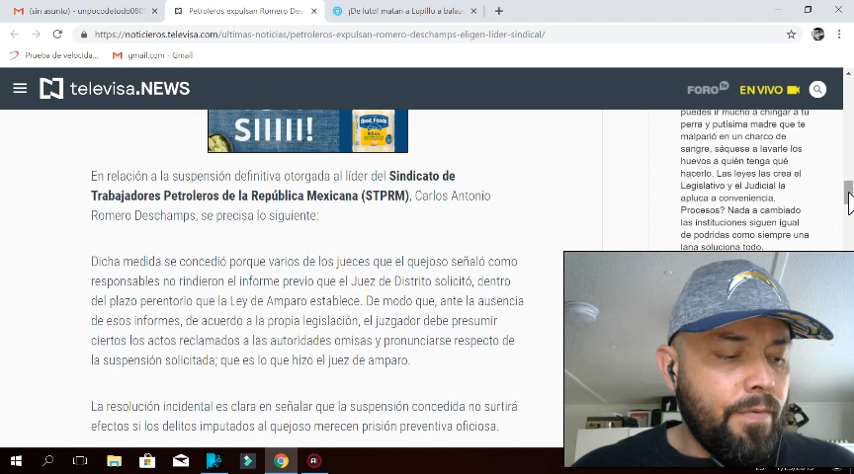 (sin asunto) - unpocodetodo080
Petroleros expulsan Romero Des
¡De luto! matan a Lupillo a balaz
https://noticieros.televisa.com/ultimas-noticias/petroleros-expulsan-romero-deschamps-eligen-lider-sindical/
Prueba de velocida...
gmail.com - Gmail
televisa.NEWS
FORO
EN VIVO
SIIIII!
REAL
puedes ir mucho a chingar a tu
perra y putisima madre que te
malparió en un charco de
sangre, sáquese a lavarle los
huevos a quién tenga qué
hacerlo. Las leyes las crea el
Legislativo y el Judicial la
apluca a conveniencia.
Procesos? Nada a cambiado
las instituciones siguen igual
de podridas como siempre una
lana soluciona todo.
En relación a la suspensión definitiva otorgada al líder del Sindicato de
Trabajadores Petroleros de la República Mexicana (STPRM), Carlos Antonio
Romero Deschamps, se precisa lo siguiente:
Dicha medida se concedió porque varios de los jueces que el quejoso señaló como
responsables no rindieron el informe previo que el Juez de Distrito solicitó, dentro
del plazo perentorio que la Ley de Amparo establece. De modo que, ante la ausencia
de esos informes, de acuerdo a la propia legislación, el juzgador debe presumir
ciertos los actos reclamados a las autoridades omisas y pronunciarse respecto de
la suspensión solicitada; que es lo que hizo el juez de amparo.
La resolución incidental es clara en señalar que la suspensión concedida no surtirá
efectos si los delitos imputados al quejoso merecen prisión preventiva oficiosa.